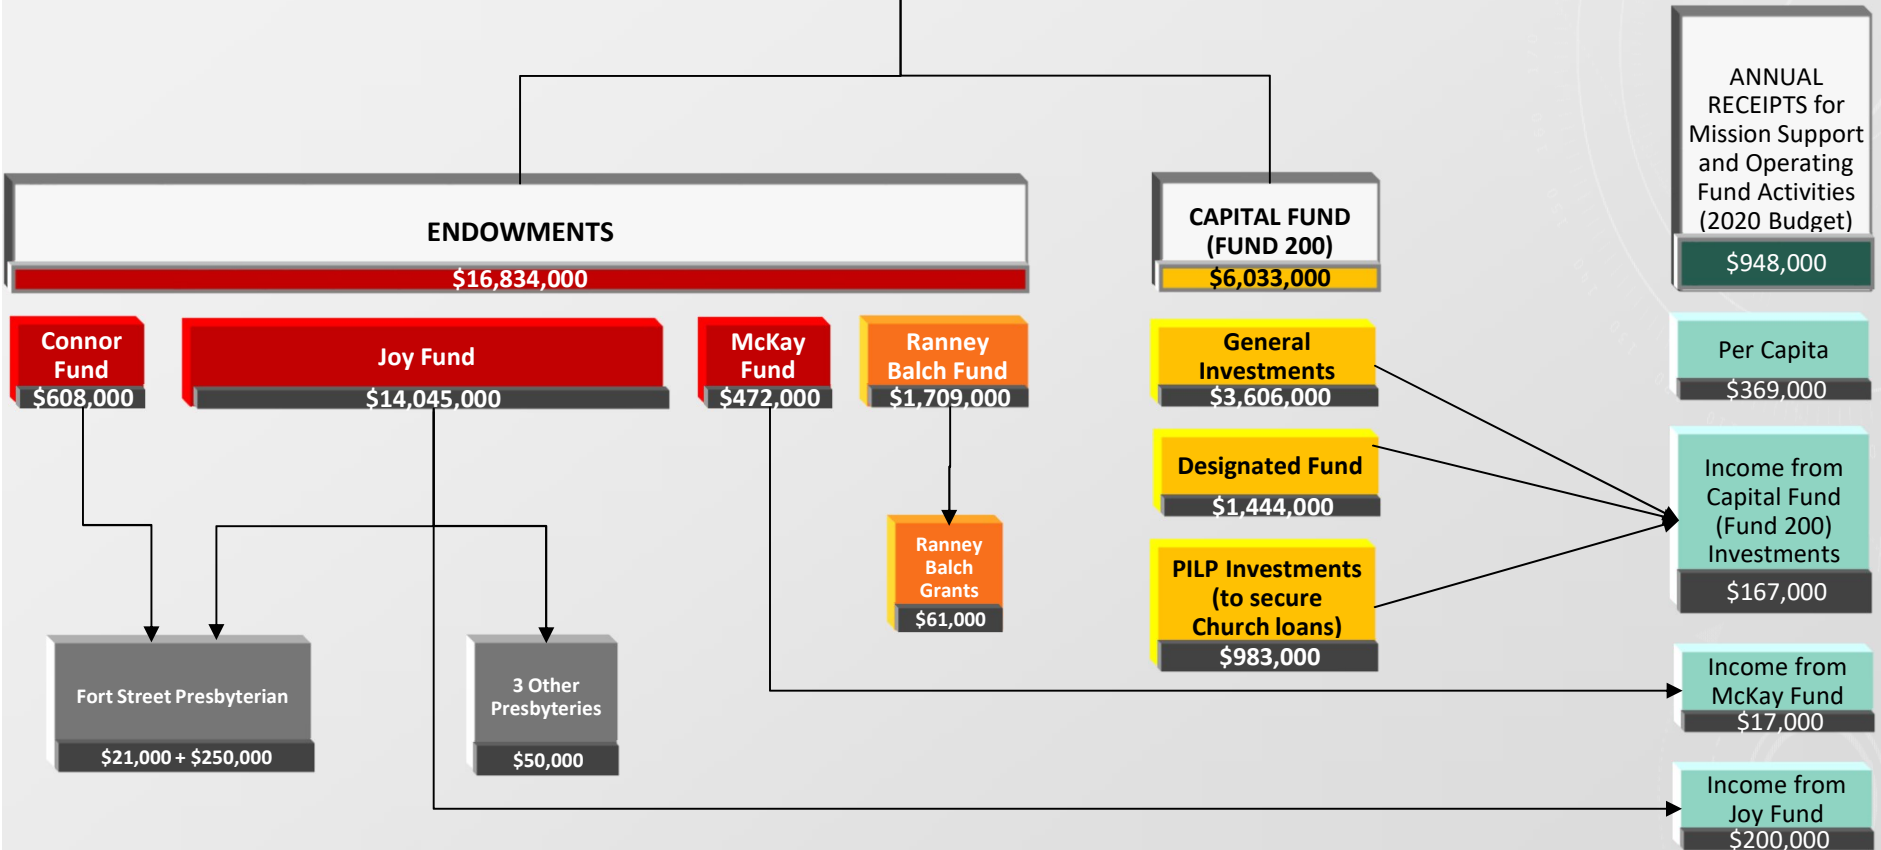 ENDOWMENTS
$16,834,000
Connor
Fund
$608,000
Joy Fund
$14,045,000
McKay
Fund
$472,000
Ranney
Balch Fund
$1,709,000
Ranney
Balch
Grants
$61,000
Fort Street Presbyterian
$21,000 + $250,000
3 Other
Presbyteries
$50,000
CAPITAL FUND
(FUND 200)
$6,033,000
General
Investments
$3,606,000
Designated Fund
$1,444,000
PILP Investments
(to secure
Church loans)
$983,000
ANNUAL
RECEIPTS for
Mission Support
and Operating
Fund Activities
(2020 Budget)
$948,000
Per Capita
$369,000
Income from
Capital Fund
(Fund 200)
Investments
$167,000
Income from
McKay Fund
$17,000
Income from
Joy Fund
$200,000